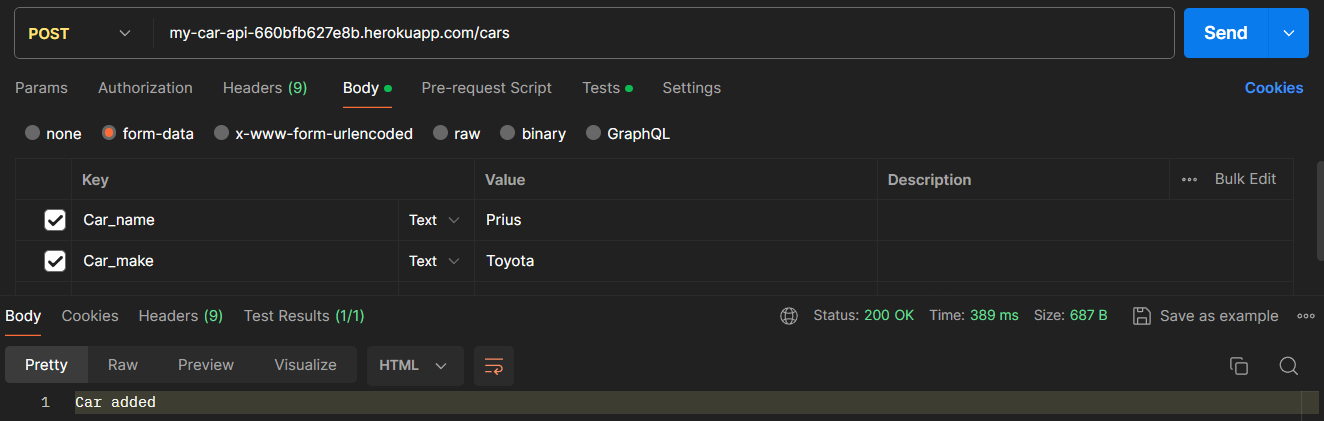 POST my-car-api-660bfb627e8b.herokuapp.com/cars Send
Params Authorization Headers (9) Body Pre-request Script Tests Settings Cookies
none form-data x-www-form-urlencoded raw binary GraphQL
Key Value Description Bulk Edit
Car_name Text Prius
Car_make Text Toyota
Body Cookies Headers (9) Test Results (1/1) Status: 200 OK Time: 389 ms Size: 687 B Save as example
Pretty Raw Preview Visualize HTML
1 Car added